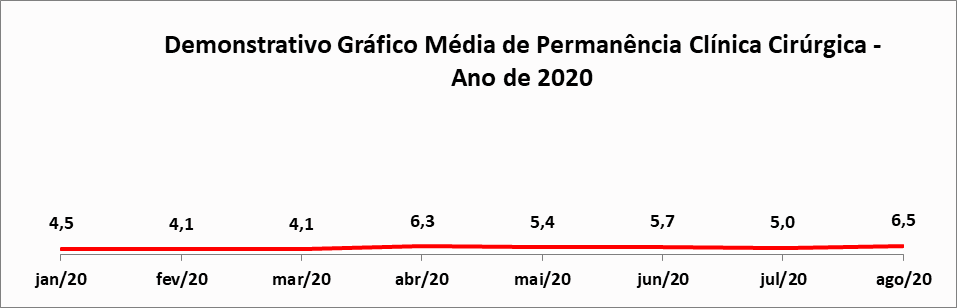 Demonstrativo Gráfico Média de Permanência Clínica Cirúrgica -
Ano de 2020
4,5 4,1 4,1 6,3 5,4 5,7 5,0 6,5
jan/20 fev/20 mar/20 abr/20 mai/20 jun/20 jul/20 ago/20